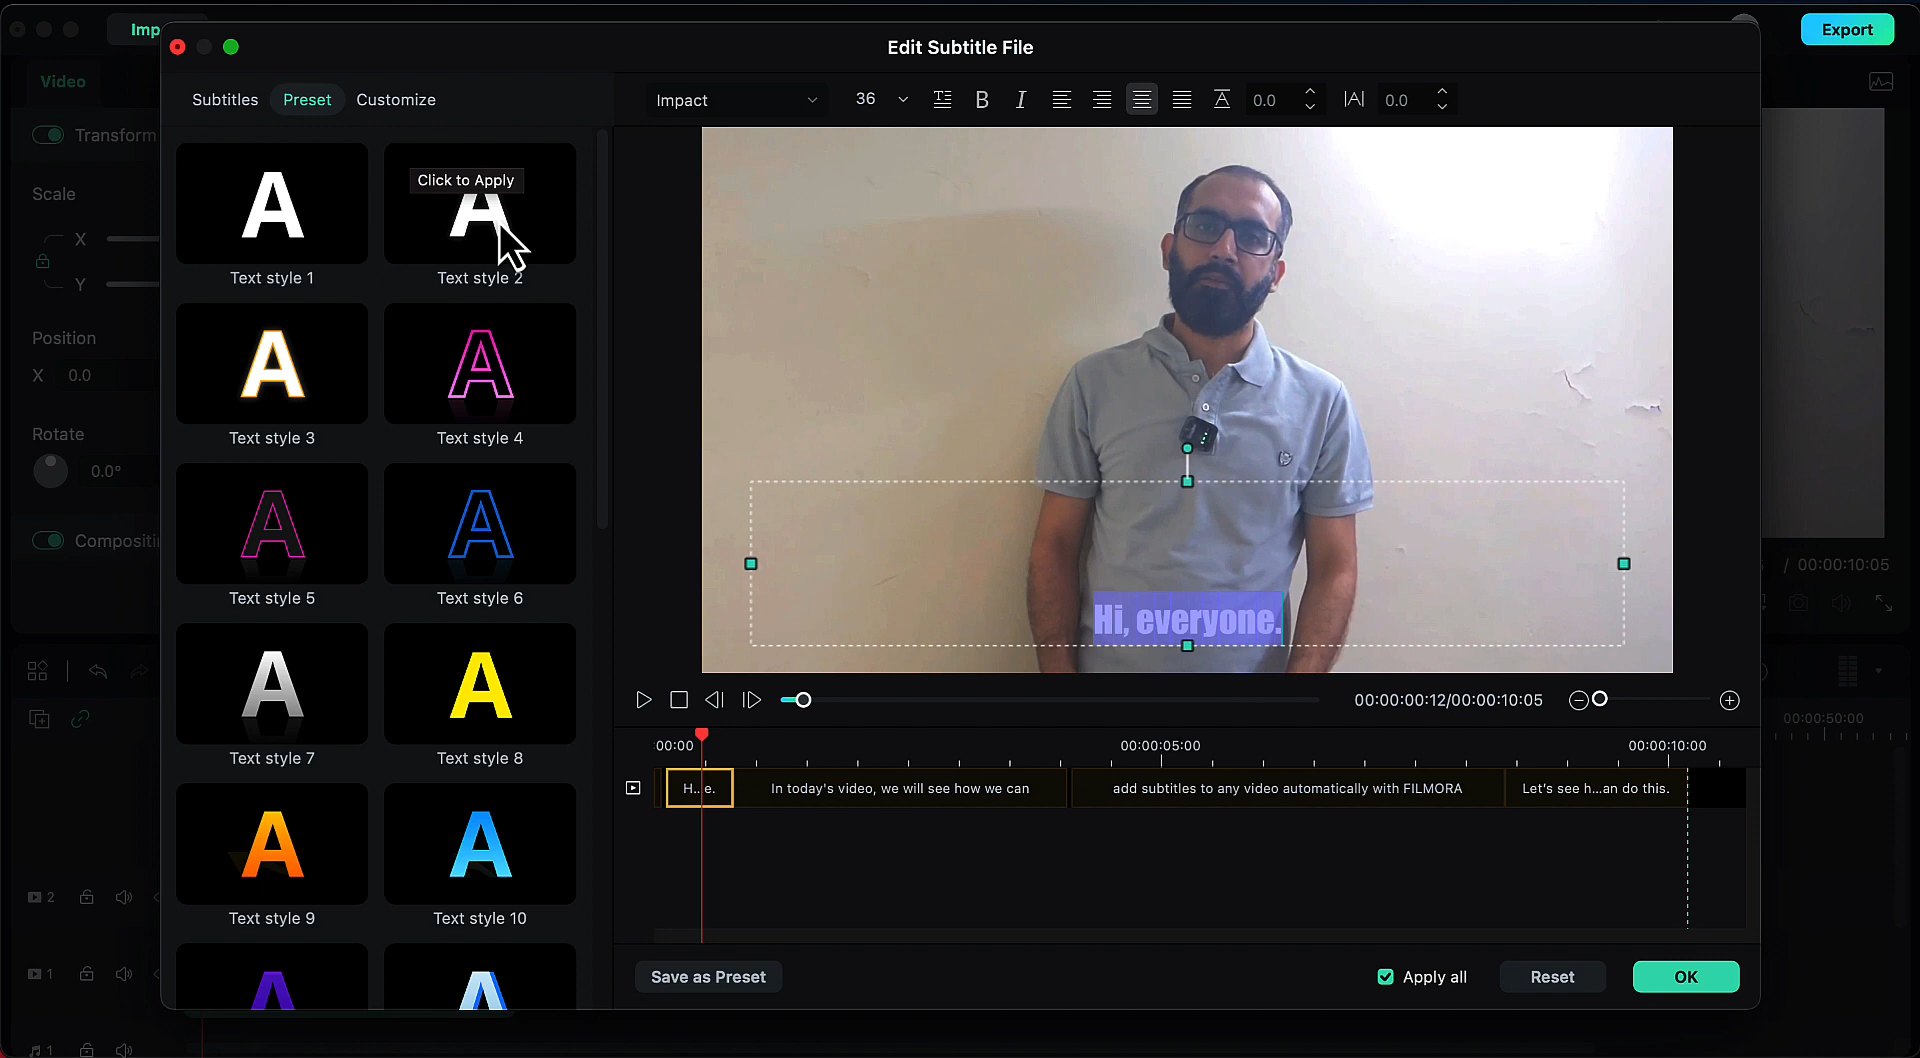 Imp
Edit Subtitle File
Export
Video
Subtitles
Preset
Customize
Impact
36
B
I
0.0
|A|
0.0
Transform
Scale
X
Y
Position
X 0.0
Rotate
0.0°
Compositi
A
Click to Apply
A
Text style 1
Text style 2
A
A
Text style 3
Text style 4
A
A
Text style 5
Text style 6
A
A
Text style 7
Text style 8
A
A
Text style 9
Text style 10
A
A
Hi, everyone.
00:00:00:12/00:00:10:05
/ 00:00:10:05
:00:00
00:00:05:00
00:00:10:00
00:00:50:00
H...e.
In today's video, we will see how we can
add subtitles to any video automatically with FILMORA
Let's see h...an do this.
2
1
1
Save as Preset
Apply all
Reset
OK